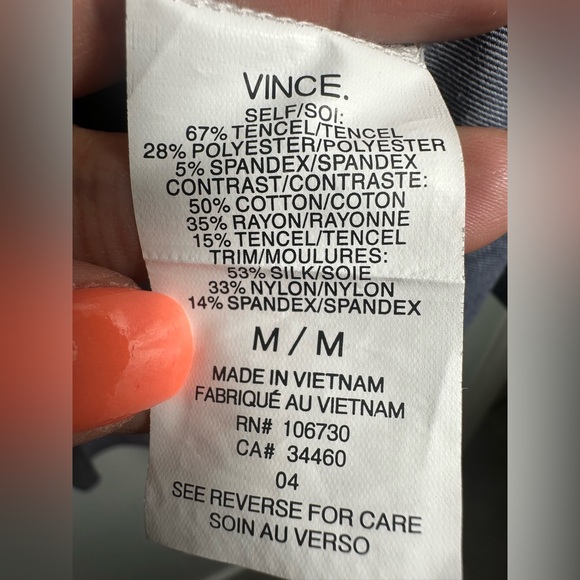 VINCE.
SELF/SOI:
67% TENCEL/TENCEL
28% POLYESTER/POLYESTER
5% SPANDEX/SPANDEX
CONTRAST/CONTRASTE:
50% COTTON/COTON
35% RAYON/RAYONNE
15% TENCEL/TENCEL
TRIM/MOULURES:
53% SILK/SOIE
33% NYLON/NYLON
14% SPANDEX/SPANDEX
M / M
MADE IN VIETNAM
FABRIQUÉ AU VIETNAM
RN# 106730
CA# 34460
04
SEE REVERSE FOR CARE
SOIN AU VERSO